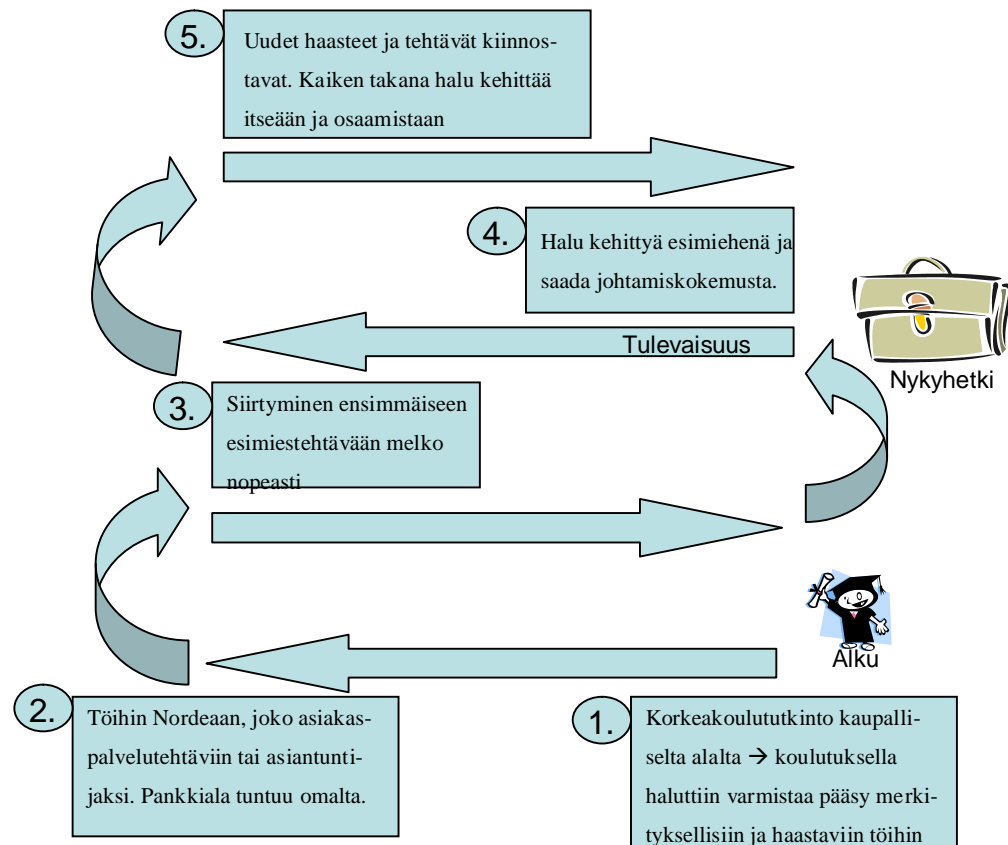 5.
Uudet haasteet ja tehtävät kiinnos-
tavat. Kaiken takana halu kehittää
itseään ja osaamistaan
4.
Halu kehittyä esimiehenä ja
saada johtamiskokemusta.
Tulevaisuus
Nykyhetki
3.
Siirtyminen ensimmäiseen
esimiestehtävään melko
nopeasti
Alku
2.
Töihin Nordeaan, joko asiakas-
palvelutehtäviin tai asiantunti-
jaksi. Pankkiala tuntuu omalta.
1.
Korkeakoulututkinto kaupalli-
selta alalta → koulutuksella
haluttiin varmistaa pääsy merki-
tyksellisiin ja haastaviin töihin